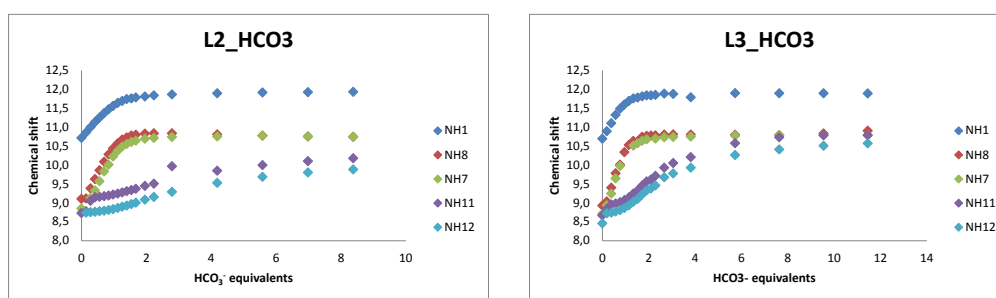 L2_HCO3
12,5
12,0
11,5
11,0
10,5
10,0
9,5
9,0
8,5
8,0
0 2 4 6 8 10
Chemical shift
HCO₃⁻ equivalents
NH1
NH8
NH7
NH11
NH12
L3_HCO3
12,5
12,0
11,5
11,0
10,5
10,0
9,5
9,0
8,5
8,0
0 2 4 6 8 10 12 14
Chemical shift
HCO3- equivalents
NH1
NH8
NH7
NH11
NH12